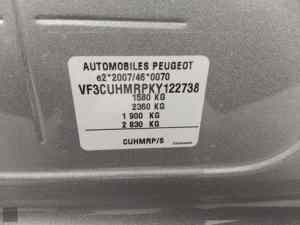 AUTOMOBILES PEUGEOT
e2*2007/46*0070
VF3CUHMRPKY122738
1580 KG
2360 KG
1 900 KG
2 830 KG
CUHMRP/S